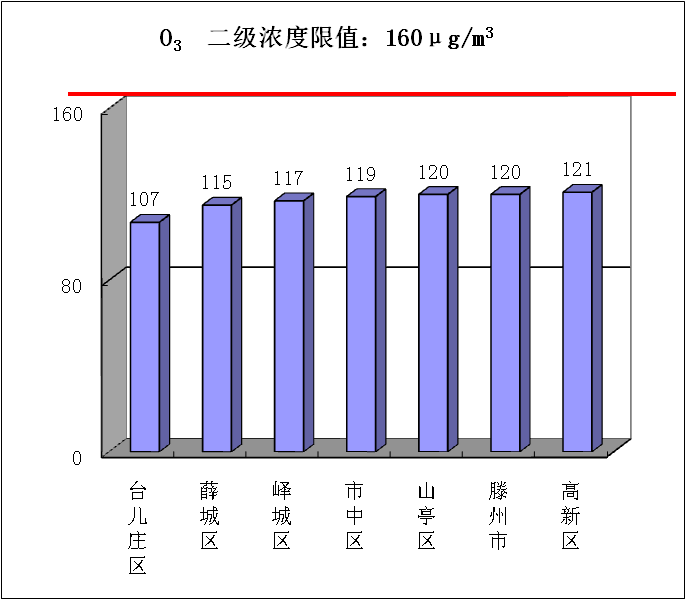 O₃ 二级浓度限值：160μg/m³
160
80
0
107
115
117
119
120
120
121
台儿庄区
薛城区
峄城区
市中区
山亭区
滕州市
高新区